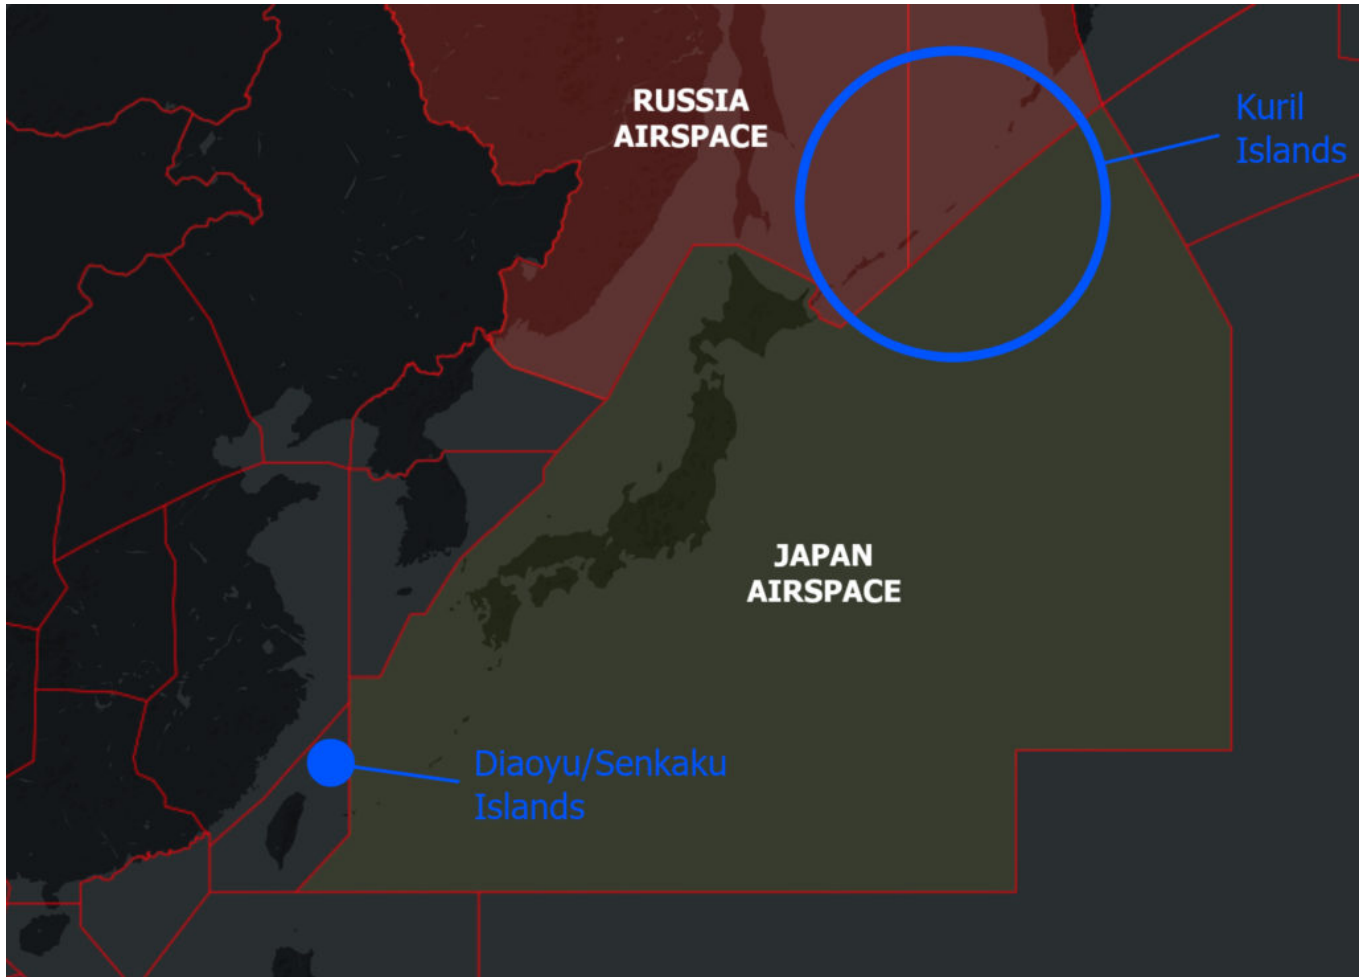 RUSSIA
AIRSPACE
Kuril
Islands
JAPAN
AIRSPACE
Diaoyu/Senkaku
Islands